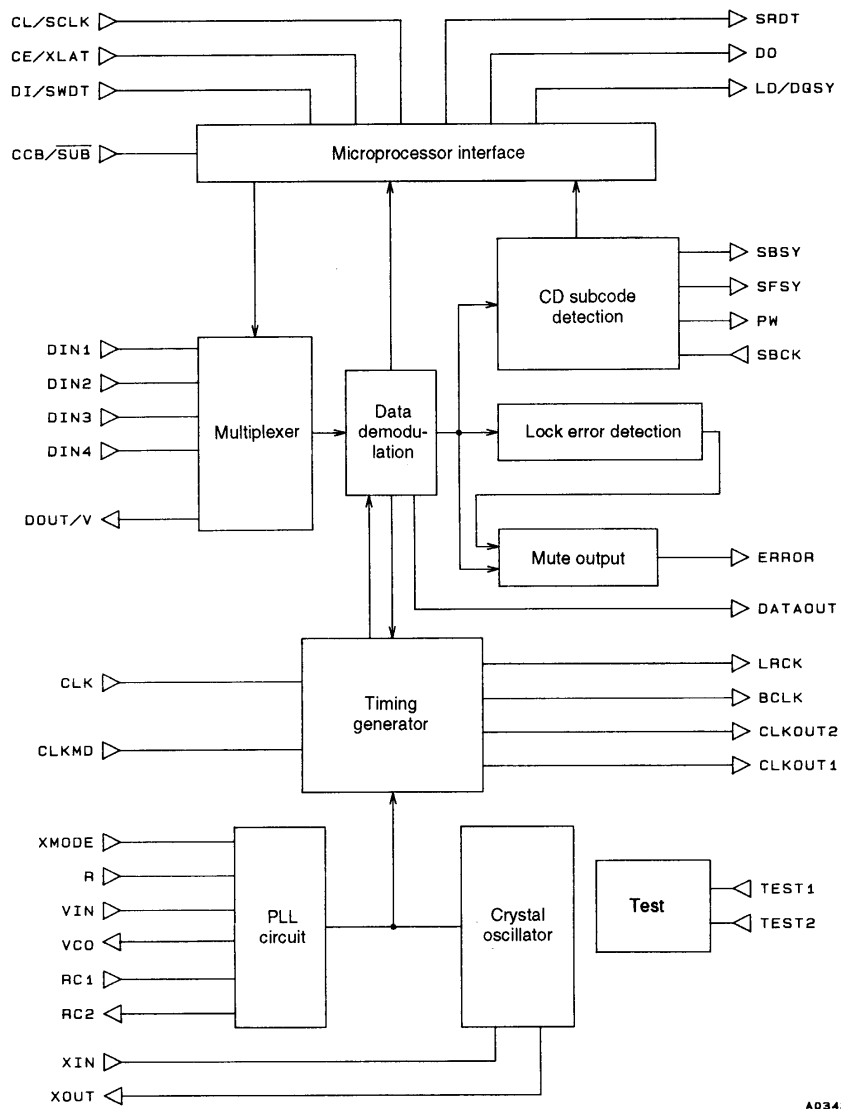 CL/SCLK
SRDT
CE/XLAT
DO
DI/SWDT
LD/DQSY
CCB/SUB
Microprocessor interface
SBSY
SFSY
CD subcode
detection
PW
SBCK
DIN1
DIN2
DIN3
DIN4
Multiplexer
Data
demodu-
lation
Lock error detection
DOUT/V
Mute output
ERROR
DATAOUT
CLK
CLKMD
Timing
generator
LRCK
BCLK
CLKOUT2
CLKOUT1
XMODE
R
VIN
VCO
RC1
RC2
PLL
circuit
Crystal
oscillator
Test
TEST1
TEST2
XIN
XOUT